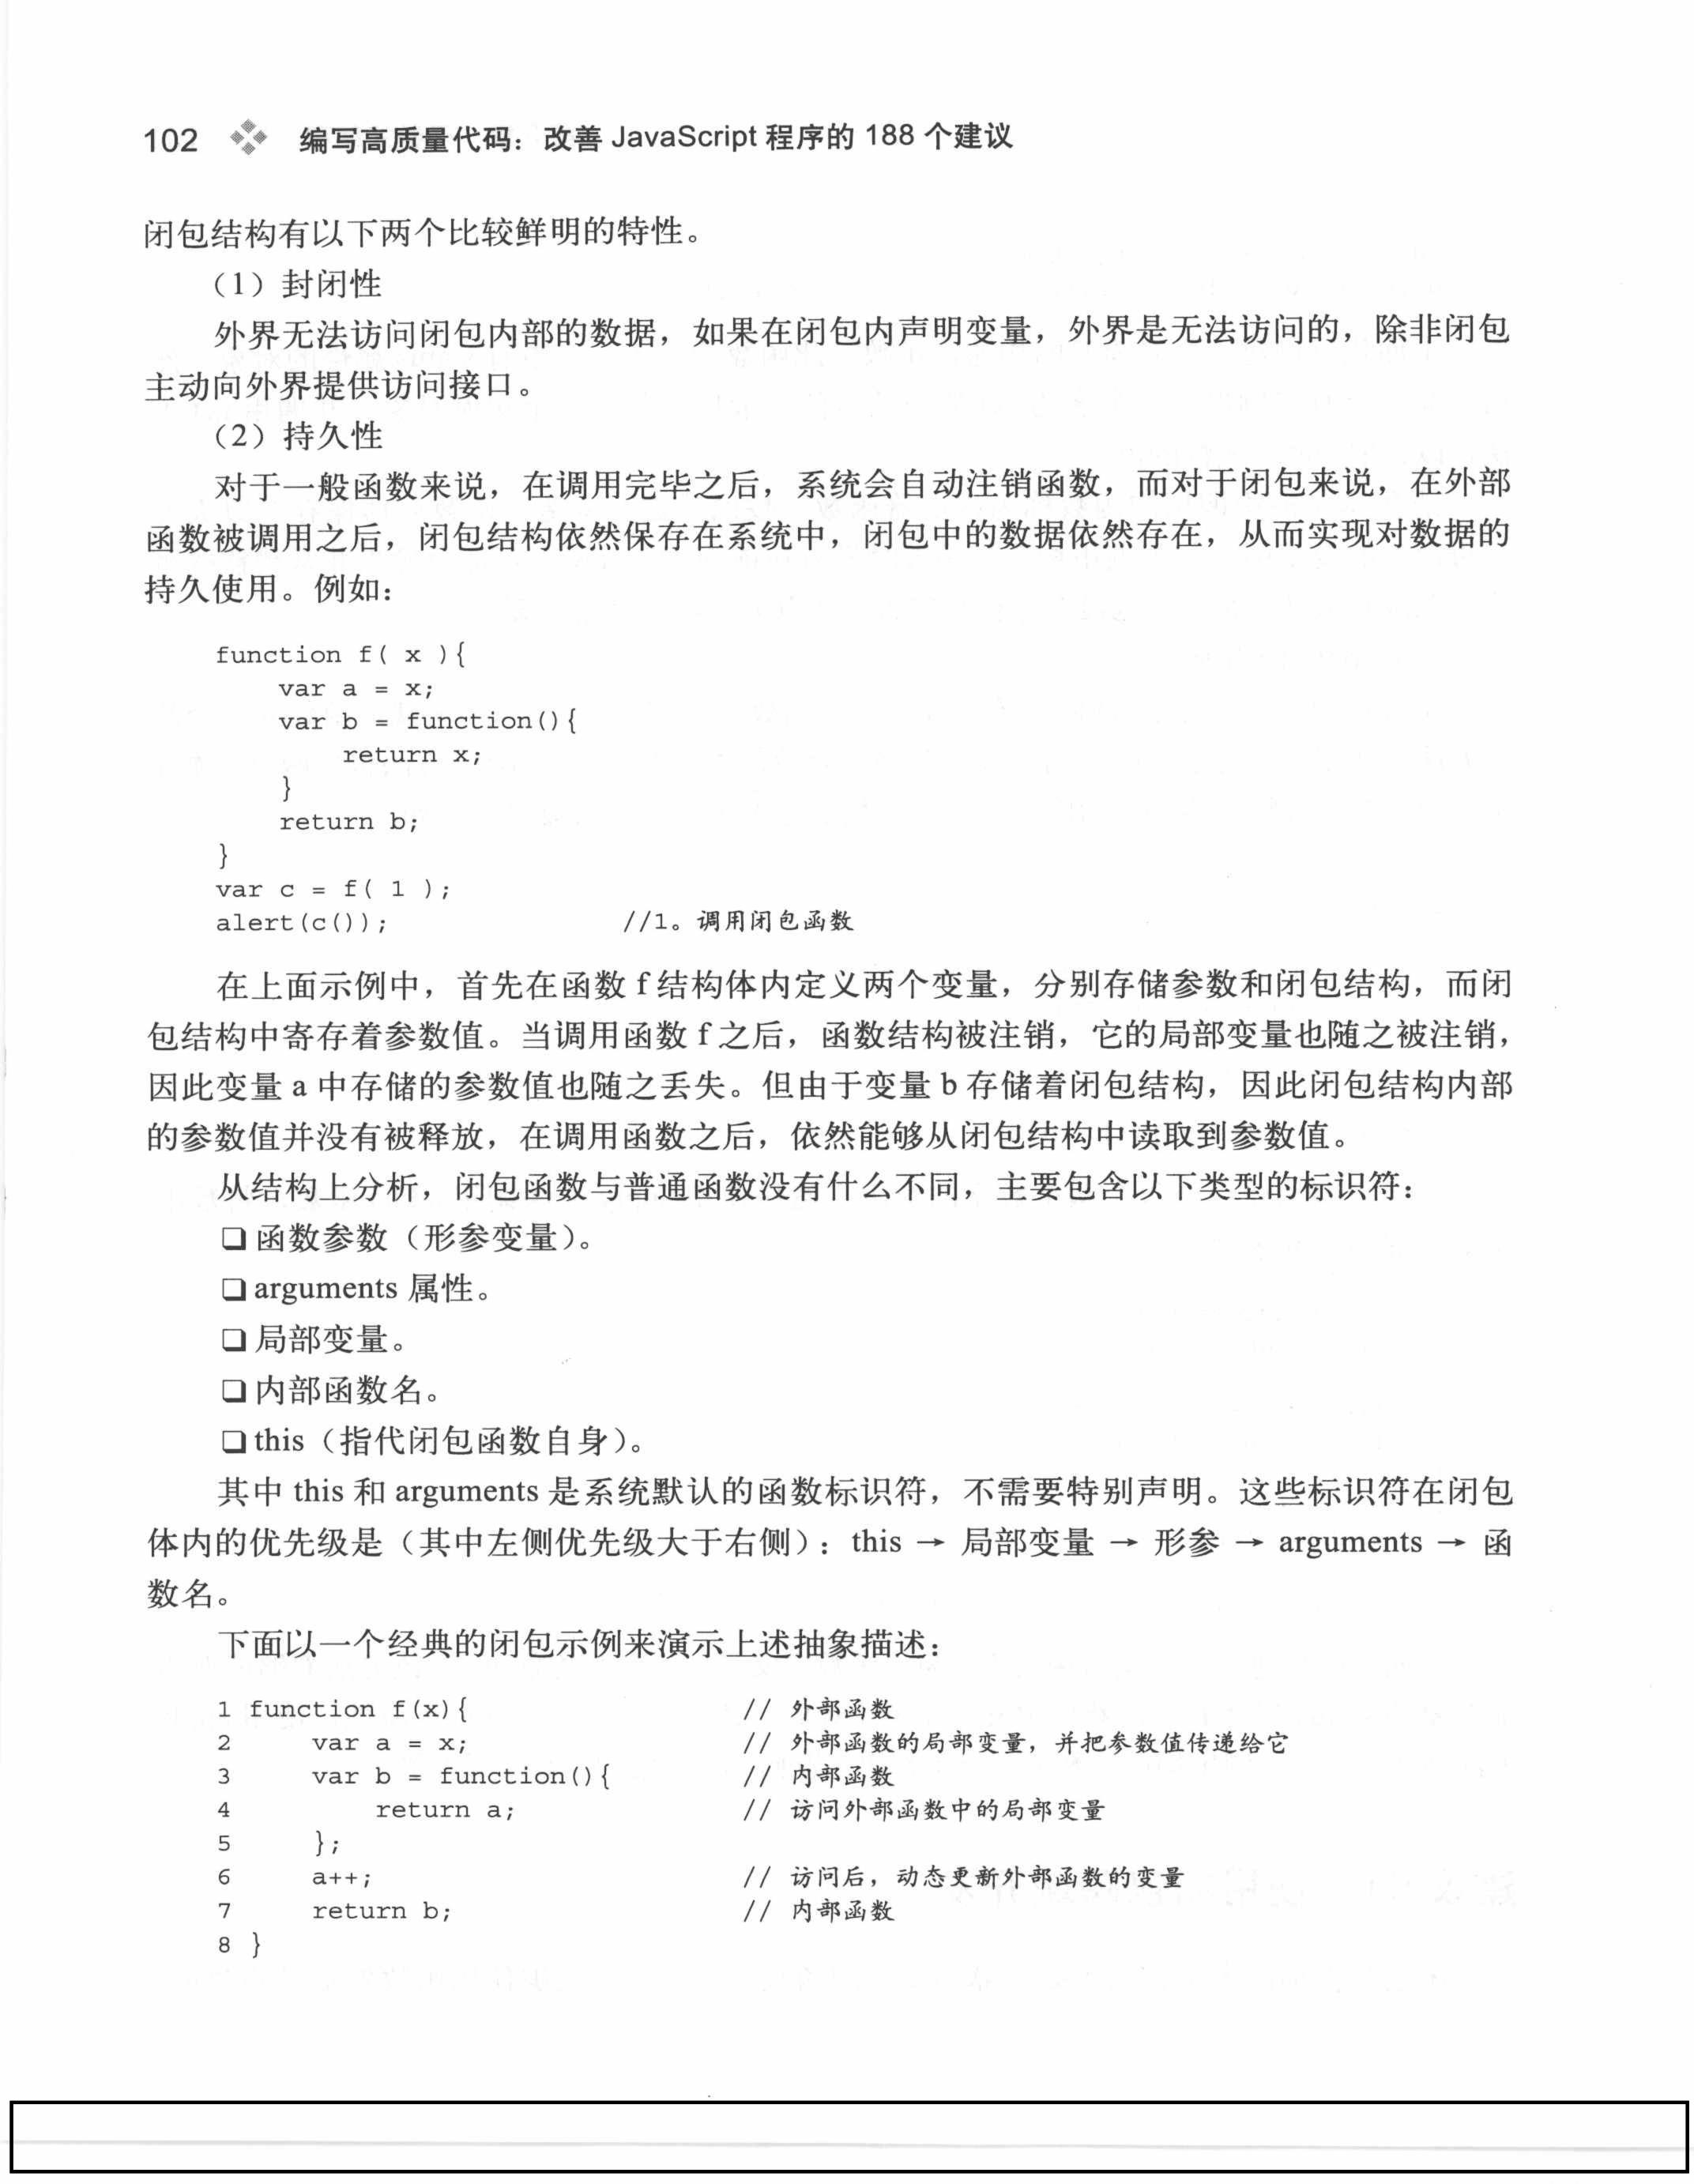 102 编写高质量代码：改善 JavaScript 程序的 188 个建议
闭包结构有以下两个比较鲜明的特性。
（1）封闭性
外界无法访问闭包内部的数据，如果在闭包内声明变量，外界是无法访问的，除非闭包
主动向外界提供访问接口。
（2）持久性
对于一般函数来说，在调用完毕之后，系统会自动注销函数，而对于闭包来说，在外部
函数被调用之后，闭包结构依然保存在系统中，闭包中的数据依然存在，从而实现对数据的
持久使用。例如：
function f( x ){
var a = x;
var b = function(){
return x;
}
return b;
}
var c = f( 1 );
alert(c()); //1。调用闭包函数
在上面示例中，首先在函数 f 结构体内定义两个变量，分别存储参数和闭包结构，而闭
包结构中寄存着参数值。当调用函数 f 之后，函数结构被注销，它的局部变量也随之被注销，
因此变量 a 中存储的参数值也随之丢失。但由于变量 b 存储着闭包结构，因此闭包结构内部
的参数值并没有被释放，在调用函数之后，依然能够从闭包结构中读取到参数值。
从结构上分析，闭包函数与普通函数没有什么不同，主要包含以下类型的标识符：
❑ 函数参数（形参变量）。
❑ arguments 属性。
❑ 局部变量。
❑ 内部函数名。
❑ this（指代闭包函数自身）。
其中 this 和 arguments 是系统默认的函数标识符，不需要特别声明。这些标识符在闭包
体内的优先级是（其中左侧优先级大于右侧）：this → 局部变量 → 形参 → arguments → 函
数名。
下面以一个经典的闭包示例来演示上述抽象描述：
1 function f(x){ // 外部函数
2 var a = x; // 外部函数的局部变量，并把参数值传递给它
3 var b = function(){ // 内部函数
4 return a; // 访问外部函数中的局部变量
5 };
6 a++; // 访问后，动态更新外部函数的变量
7 return b; // 内部函数
8 }